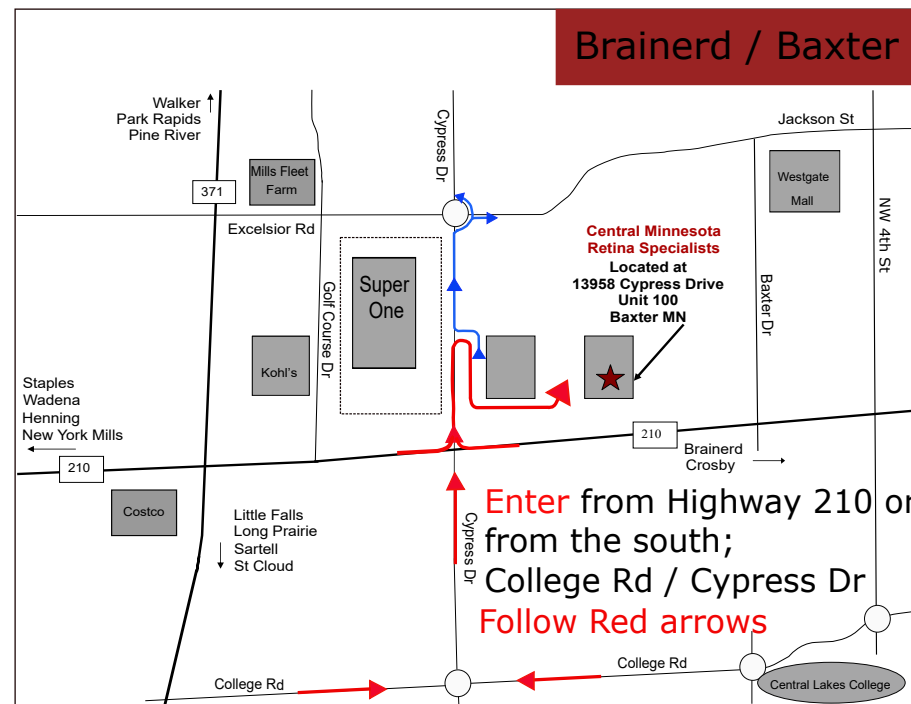 Brainerd / Baxter
Walker
Park Rapids
Pine River
Cypress Dr
Jackson St
Mills Fleet
Farm
Westgate
Mall
371
NW 4th St
Excelsior Rd
Central Minnesota
Retina Specialists
Located at
13958 Cypress Drive
Unit 100
Baxter MN
Super
One
Golf Course Dr
Baxter Dr
Kohl's
Staples
Wadena
Henning
New York Mills
210
210
Brainerd
Crosby
Costco
Little Falls
Long Prairie
Sartell
St Cloud
Cypress Dr
Enter from Highway 210 or
from the south;
College Rd / Cypress Dr
Follow Red arrows
College Rd
College Rd
Central Lakes College